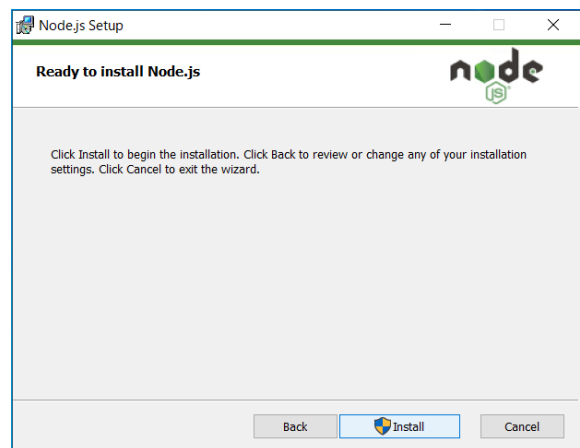 Node.js Setup
Ready to install Node.js
node
JS
Click Install to begin the installation. Click Back to review or change any of your installation
settings. Click Cancel to exit the wizard.
Back
Install
Cancel